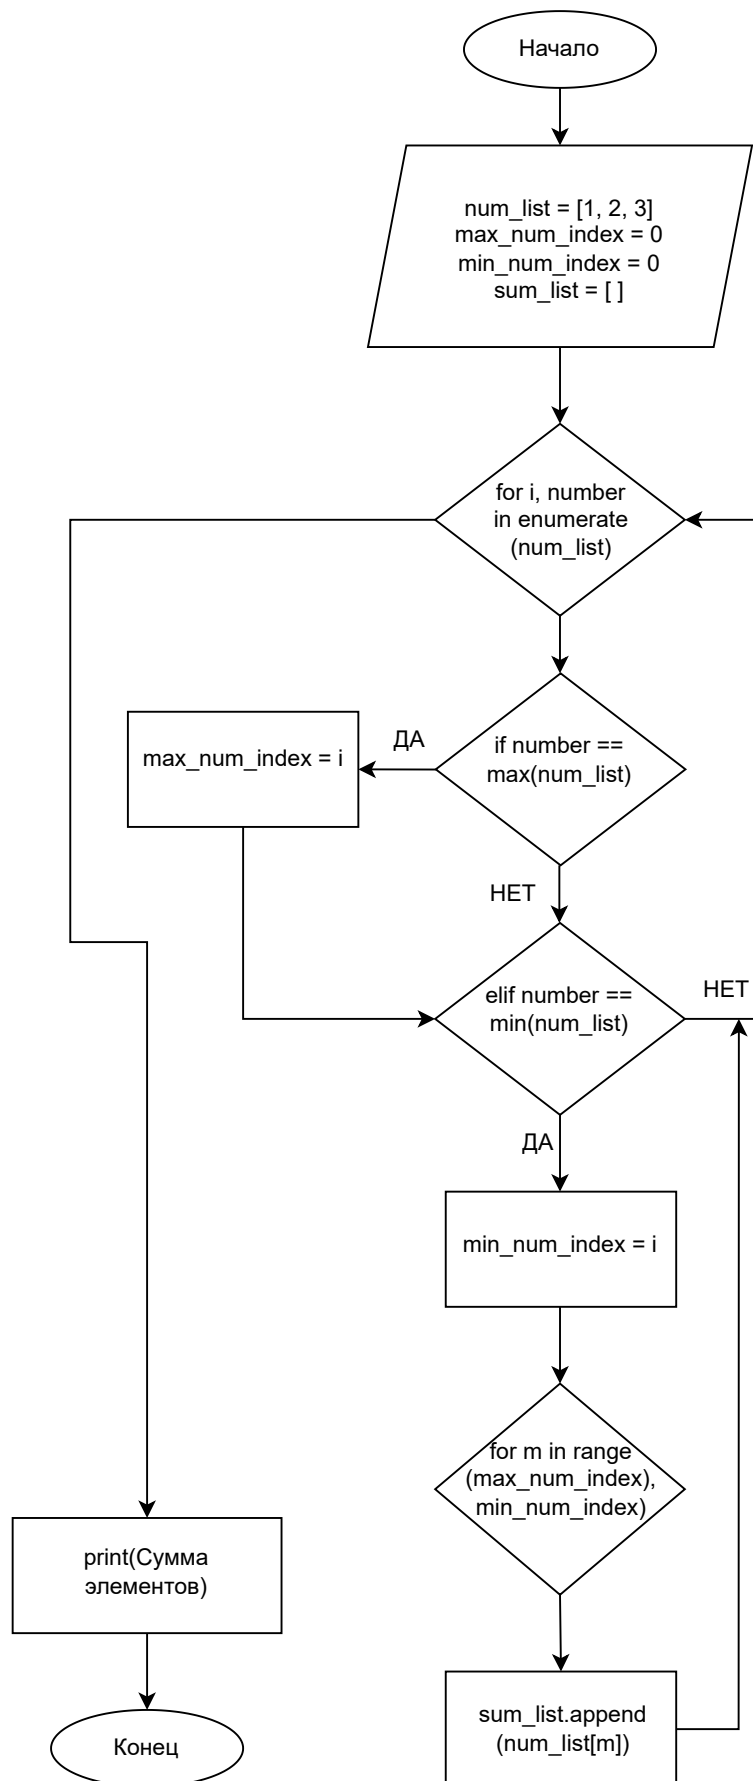 Начало
num_list = [1, 2, 3]
max_num_index = 0
min_num_index = 0
sum_list = [ ]
for i, number
in enumerate
(num_list)
if number ==
max(num_list)
ДА
max_num_index = i
НЕТ
elif number ==
min(num_list)
НЕТ
ДА
min_num_index = i
for m in range
(max_num_index),
min_num_index)
sum_list.append
(num_list[m])
print(Сумма
элементов)
Конец